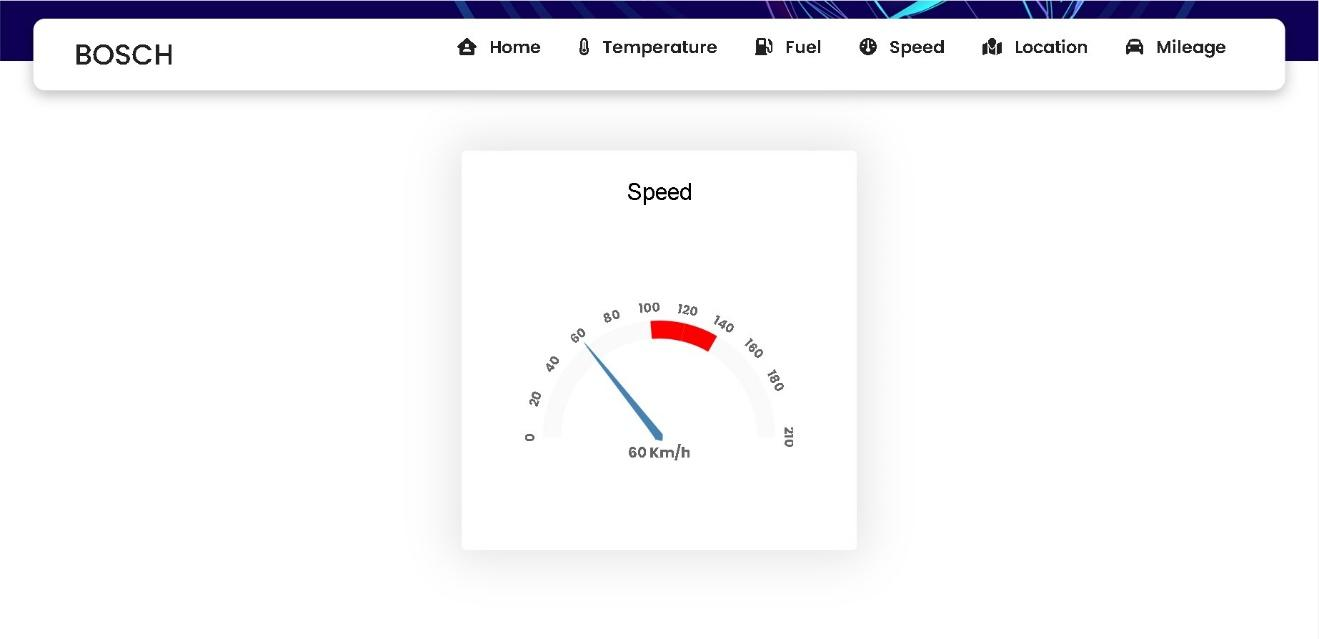 BOSCH Home Temperature Fuel Speed Location Mileage
Speed
0 20 40 60 80 100 120 140 160 180 210
60 Km/h